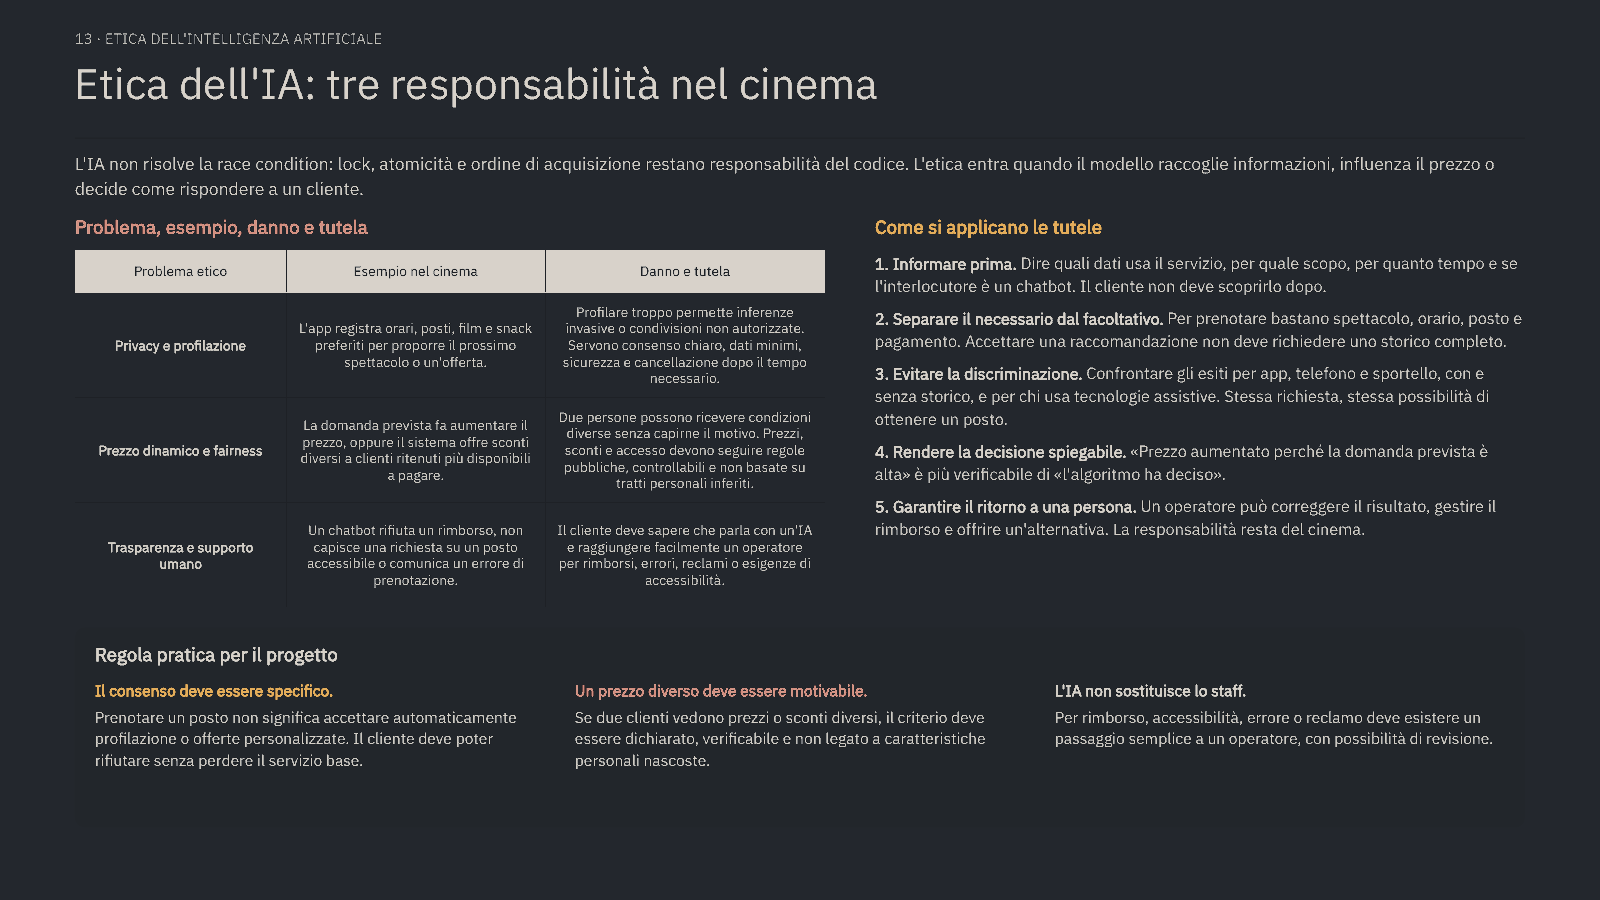 13 · ETICA DELL'INTELLIGENZA ARTIFICIALE
Etica dell'IA: tre responsabilità nel cinema
L'IA non risolve la race condition: lock, atomicità e ordine di acquisizione restano responsabilità del codice. L'etica entra quando il modello raccoglie informazioni, influenza il prezzo o
decide come rispondere a un cliente.
Problema, esempio, danno e tutela
Problema etico
Esempio nel cinema
Danno e tutela
Privacy e profilazione
L'app registra orari, posti, film e snack
preferiti per proporre il prossimo
spettacolo o un'offerta.
Profilare troppo permette inferenze
invasive o condivisioni non autorizzate.
Servono consenso chiaro, dati minimi,
sicurezza e cancellazione dopo il tempo
necessario.
Prezzo dinamico e fairness
La domanda prevista fa aumentare il
prezzo, oppure il sistema offre sconti
diversi a clienti ritenuti più disponibili
a pagare.
Due persone possono ricevere condizioni
diverse senza capirne il motivo. Prezzi,
sconti e accesso devono seguire regole
pubbliche, controllabili e non basate su
tratti personali inferiti.
Trasparenza e supporto
umano
Un chatbot rifiuta un rimborso, non
capisce una richiesta su un posto
accessibile o comunica un errore di
prenotazione.
Il cliente deve sapere che parla con un'IA
e raggiungere facilmente un operatore
per rimborsi, errori, reclami o esigenze di
accessibilità.
Come si applicano le tutele
1. Informare prima. Dire quali dati usa il servizio, per quale scopo, per quanto tempo e se
l'interlocutore è un chatbot. Il cliente non deve scoprirlo dopo.
2. Separare il necessario dal facoltativo. Per prenotare bastano spettacolo, orario, posto e
pagamento. Accettare una raccomandazione non deve richiedere uno storico completo.
3. Evitare la discriminazione. Confrontare gli esiti per app, telefono e sportello, con e
senza storico, e per chi usa tecnologie assistive. Stessa richiesta, stessa possibilità di
ottenere un posto.
4. Rendere la decisione spiegabile. «Prezzo aumentato perché la domanda prevista è
alta» è più verificabile di «l'algoritmo ha deciso».
5. Garantire il ritorno a una persona. Un operatore può correggere il risultato, gestire il
rimborso e offrire un'alternativa. La responsabilità resta del cinema.
Regola pratica per il progetto
Il consenso deve essere specifico.
Prenotare un posto non significa accettare automaticamente
profilazione o offerte personalizzate. Il cliente deve poter
rifiutare senza perdere il servizio base.
Un prezzo diverso deve essere motivabile.
Se due clienti vedono prezzi o sconti diversi, il criterio deve
essere dichiarato, verificabile e non legato a caratteristiche
personali nascoste.
L'IA non sostituisce lo staff.
Per rimborso, accessibilità, errore o reclamo deve esistere un
passaggio semplice a un operatore, con possibilità di revisione.